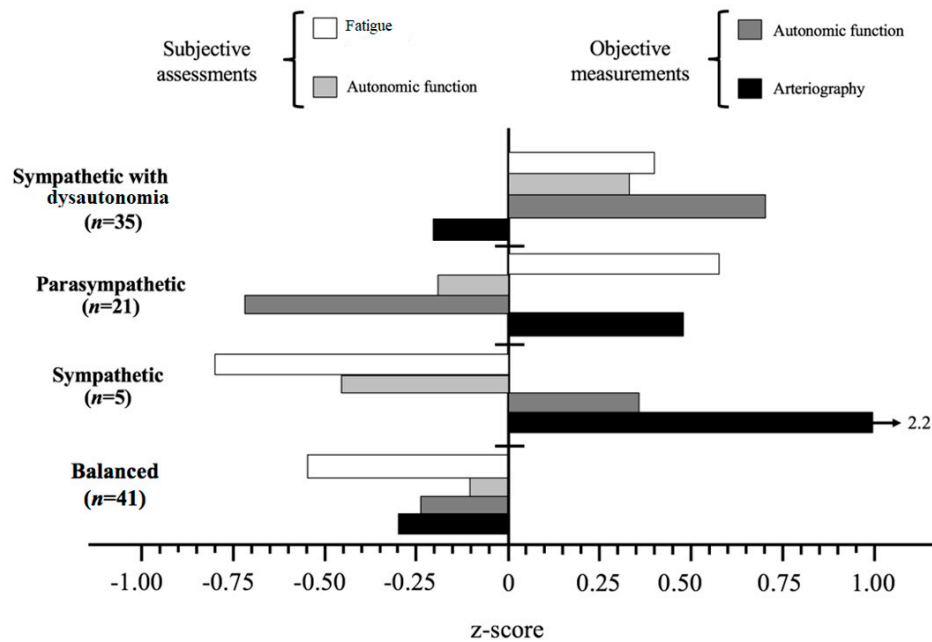 Subjective
assessments
Fatigue
Autonomic function
Objective
measurements
Autonomic function
Arteriography
Sympathetic with
dysautonomia
(n=35)
Parasympathetic
(n=21)
Sympathetic
(n=5)
2.2
Balanced
(n=41)
-1.00 -0.75 -0.50 -0.25 0 0.25 0.50 0.75 1.00
z-score